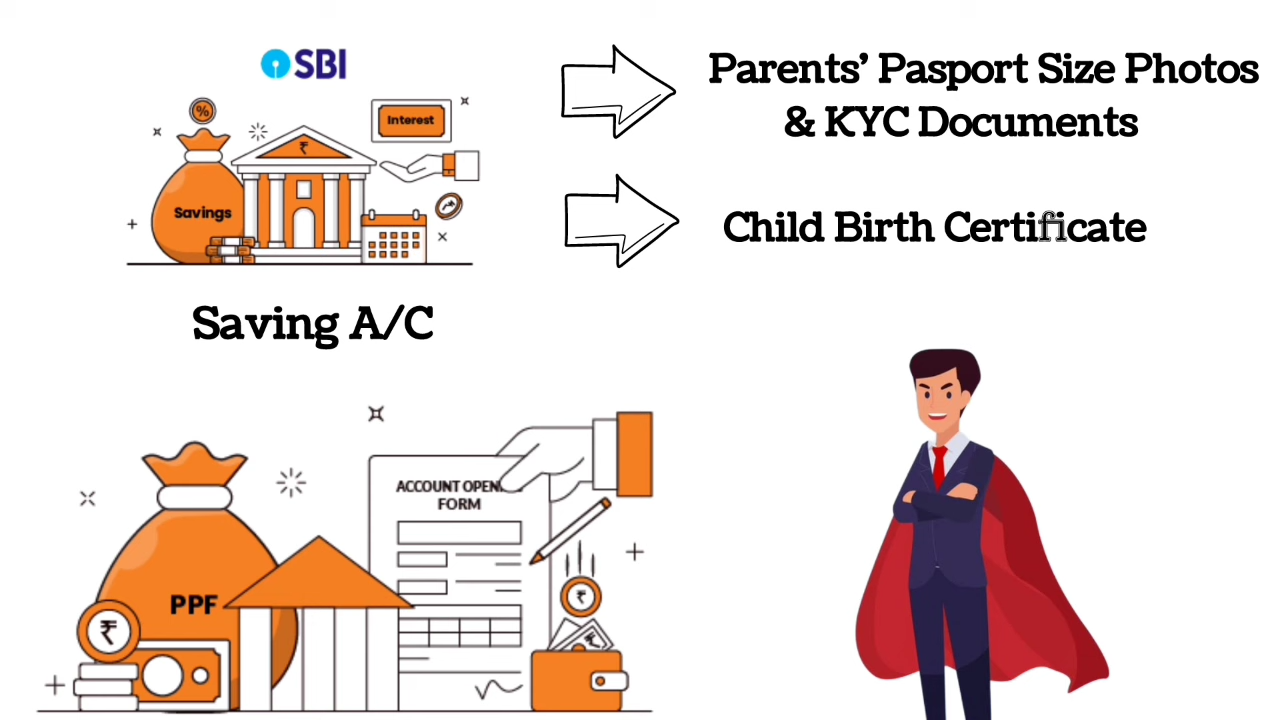 SBI
Parents’ Pasport Size Photos
& KYC Documents
%
Interest
₹
Savings
Child Birth Certificate
Saving A/C
ACCOUNT OPEN
FORM
PPF
₹
₹
₹